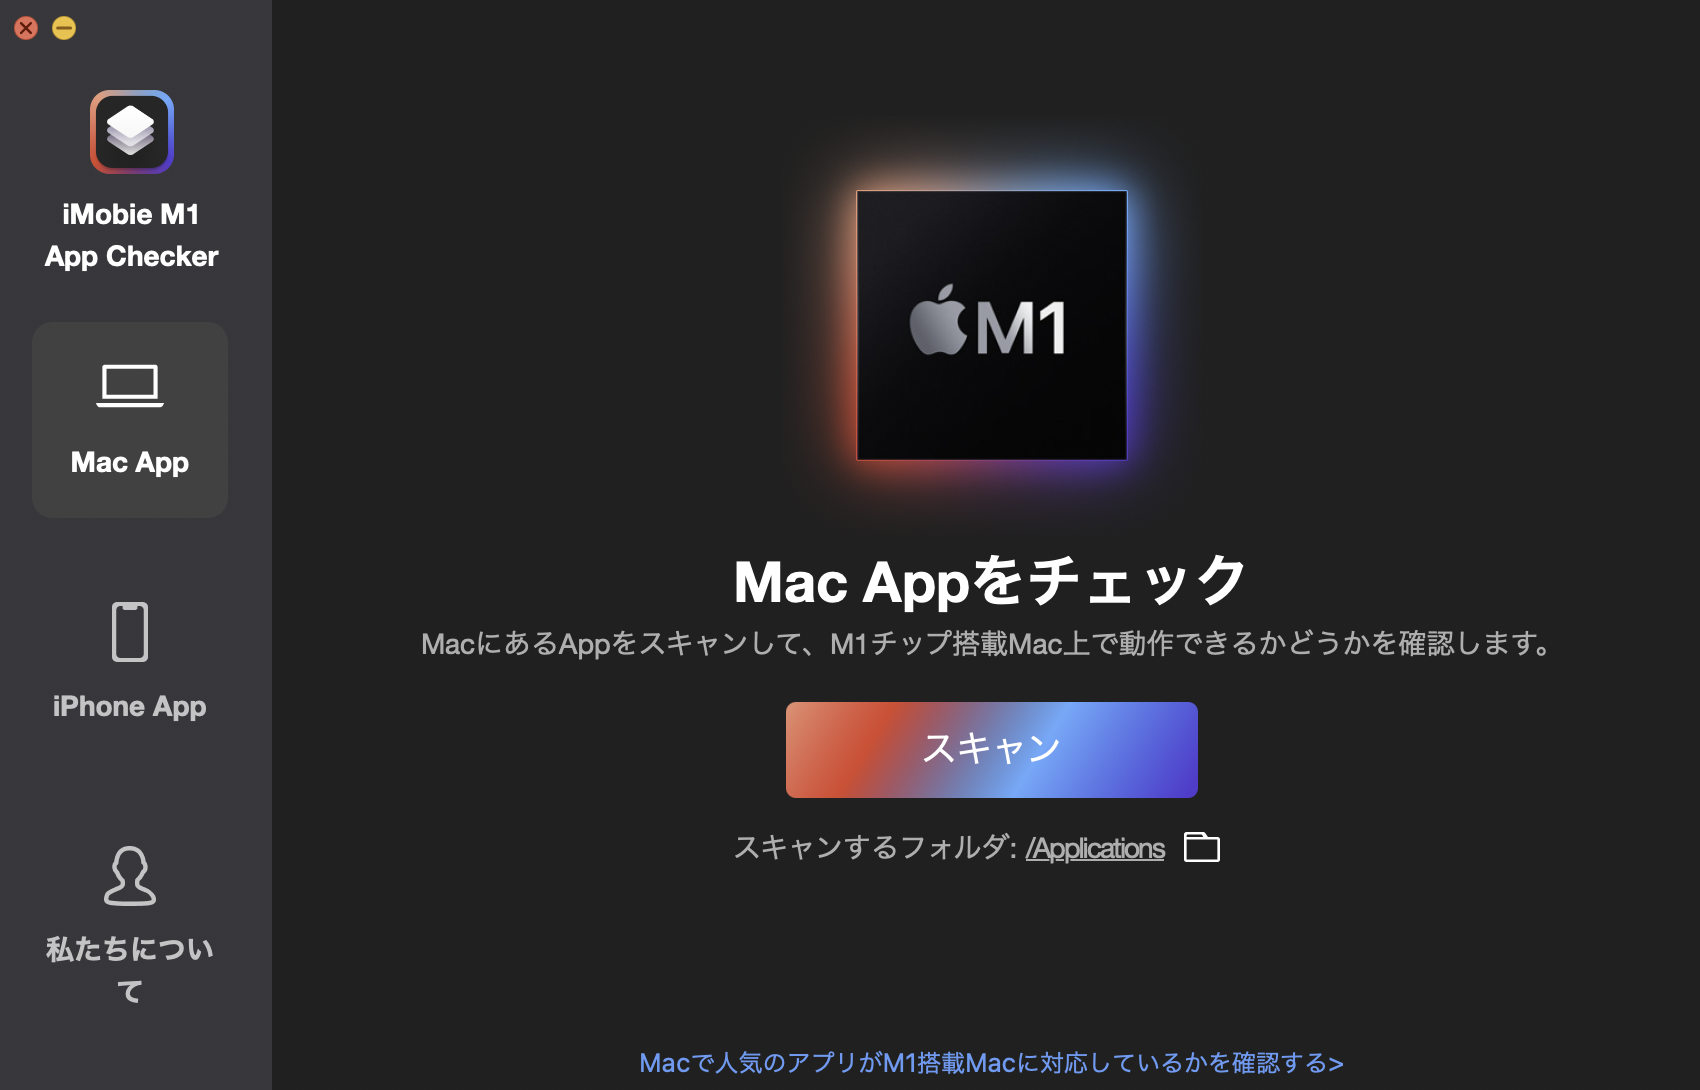 iMobie M1
App Checker
Mac App
iPhone App
私たちについ
て
M1
Mac Appをチェック
MacにあるAppをスキャンして、M1チップ搭載Mac上で動作できるかどうかを確認します。
スキャン
スキャンするフォルダ: /Applications
Macで人気のアプリがM1搭載Macに対応しているかを確認する>